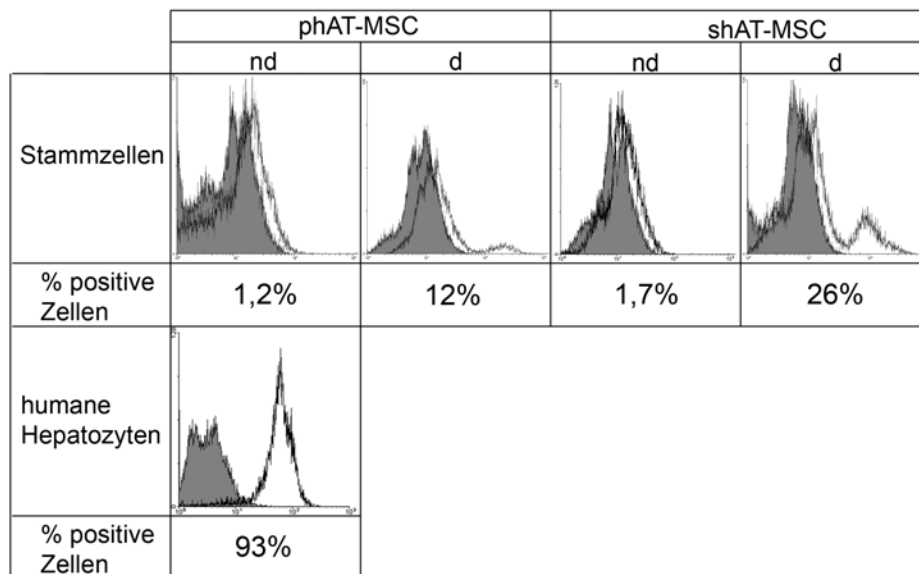 phAT-MSC shAT-MSC
nd d nd d
Stammzellen
% positive
Zellen
1,2% 12% 1,7% 26%
humane
Hepatozyten
% positive
Zellen
93%